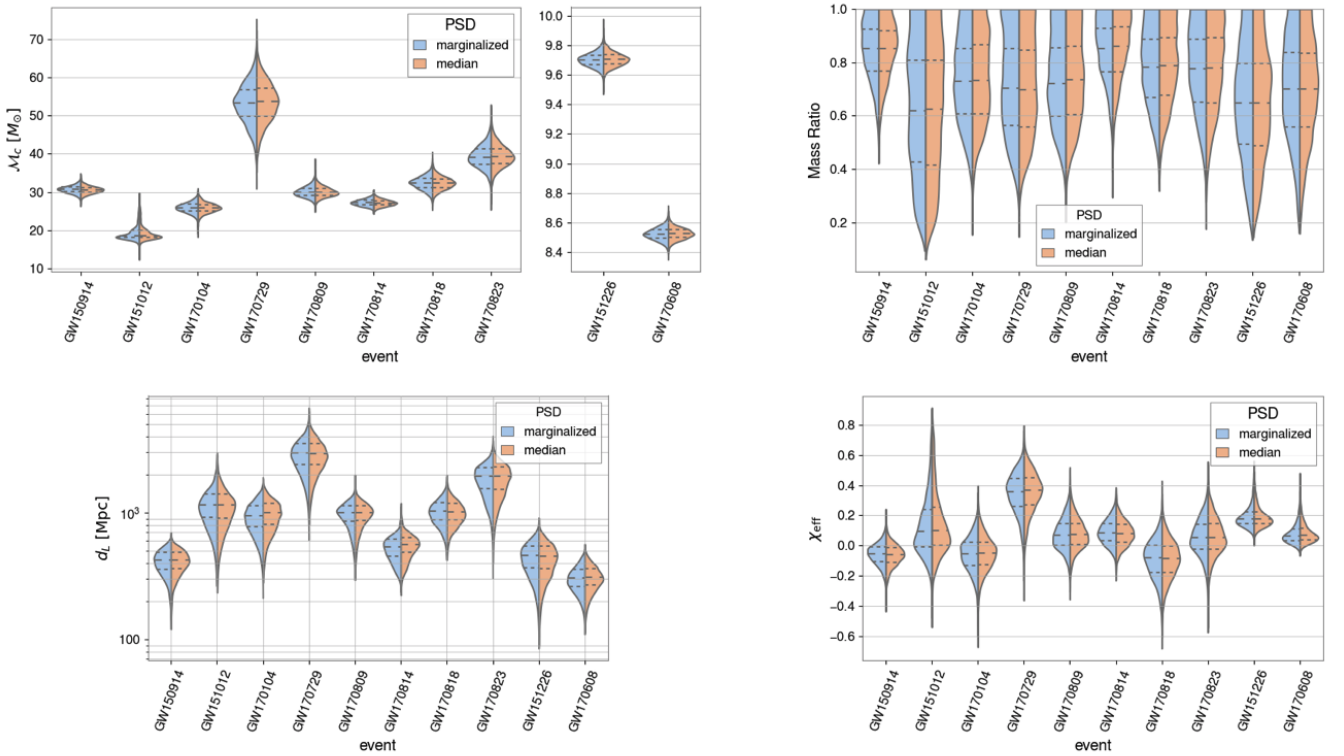 70
60
50
40
30
20
10
ℳc [M⊙]
PSD
marginalized
median
GW150914
GW151012
GW170104
GW170729
GW170809
GW170814
GW170818
GW170823
event
10.0
9.8
9.6
9.4
9.2
9.0
8.8
8.6
8.4
GW151226
GW170608
1.0
0.8
0.6
0.4
0.2
Mass Ratio
PSD
marginalized
median
GW150914
GW151012
GW170104
GW170729
GW170809
GW170814
GW170818
GW170823
GW151226
GW170608
event
10³
100
dL [Mpc]
PSD
marginalized
median
GW150914
GW151012
GW170104
GW170729
GW170809
GW170814
GW170818
GW170823
GW151226
GW170608
event
0.8
0.6
0.4
0.2
0.0
−0.2
−0.4
−0.6
χeff
PSD
marginalized
median
GW150914
GW151012
GW170104
GW170729
GW170809
GW170814
GW170818
GW170823
GW151226
GW170608
event